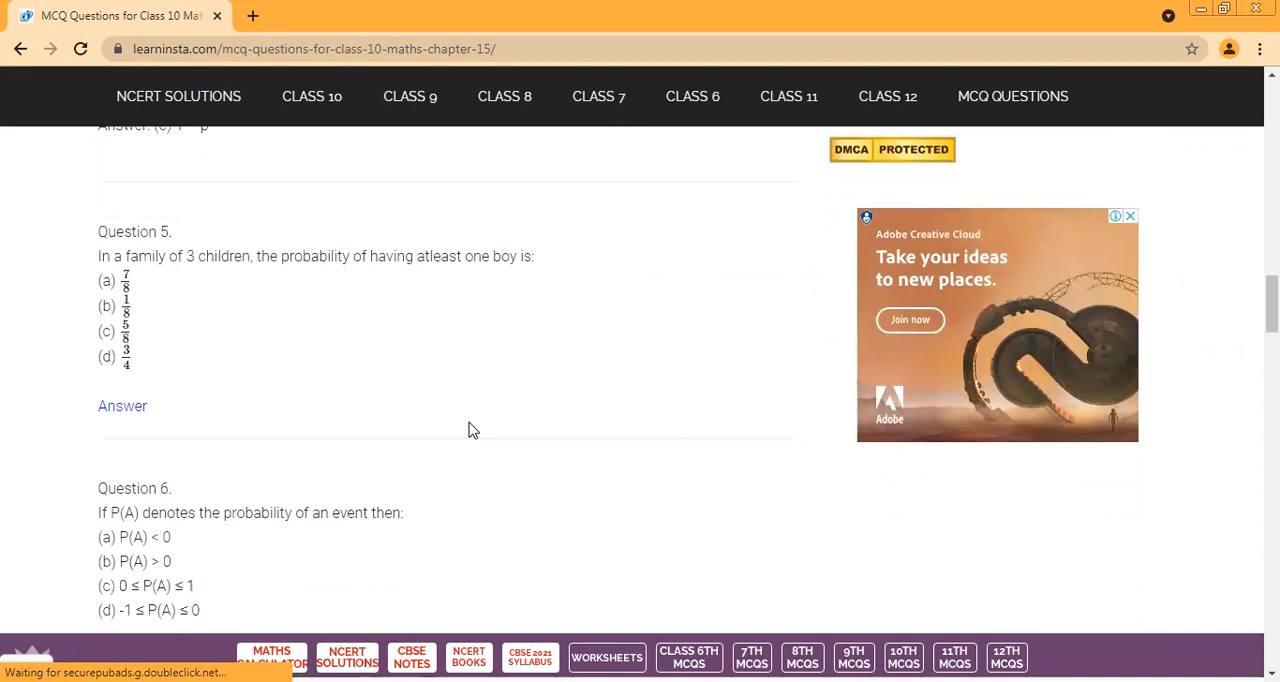 MCQ Questions for Class 10 Mat
learninsta.com/mcq-questions-for-class-10-maths-chapter-15/
NCERT SOLUTIONS CLASS 10 CLASS 9 CLASS 8 CLASS 7 CLASS 6 CLASS 11 CLASS 12 MCQ QUESTIONS
DMCA PROTECTED
Question 5.
In a family of 3 children, the probability of having atleast one boy is:
(a) 7/8
(b) 1/8
(c) 5/8
(d) 3/4
Answer
Adobe Creative Cloud
Take your ideas
to new places.
Join now
Adobe
Question 6.
If P(A) denotes the probability of an event then:
(a) P(A) < 0
(b) P(A) > 0
(c) 0 ≤ P(A) ≤ 1
(d) -1 ≤ P(A) ≤ 0
MATHS CALCULATOR
NCERT SOLUTIONS
CBSE NOTES
NCERT BOOKS
CBSE 2021 SYLLABUS
WORKSHEETS
CLASS 6TH MCQS
7TH MCQS
8TH MCQS
9TH MCQS
10TH MCQS
11TH MCQS
12TH MCQS
Waiting for securepubads.g.doubleclick.net...